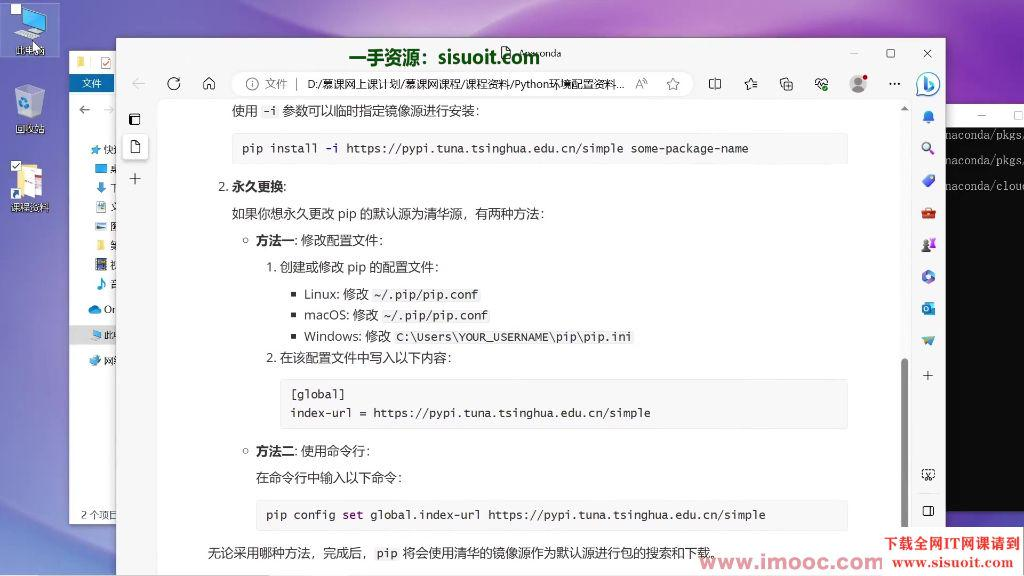 此电脑
回收站
课程资料
文件
一手资源：sisuoit.com
Anaconda
文件
D:/慕课网上课计划/慕课网课程/课程资料/Python环境配置资料...
使用 -i 参数可以临时指定镜像源进行安装：
pip install -i https://pypi.tuna.tsinghua.edu.cn/simple some-package-name
2. 永久更换:
如果你想永久更改 pip 的默认源为清华源，有两种方法：
方法一: 修改配置文件：
1. 创建或修改 pip 的配置文件：
Linux: 修改 ~/.pip/pip.conf
macOS: 修改 ~/.pip/pip.conf
Windows: 修改 C:\Users\YOUR_USERNAME\pip\pip.ini
2. 在该配置文件中写入以下内容：
[global]
index-url = https://pypi.tuna.tsinghua.edu.cn/simple
方法二: 使用命令行：
在命令行中输入以下命令：
pip config set global.index-url https://pypi.tuna.tsinghua.edu.cn/simple
无论采用哪种方法，完成后，pip 将会使用清华的镜像源作为默认源进行包的搜索和下载。
2 个项目
naconda/pkgs/
naconda/pkgs/
naconda/cloud
www.imooc.com
下载全网IT网课请到
www.sisuoit.com